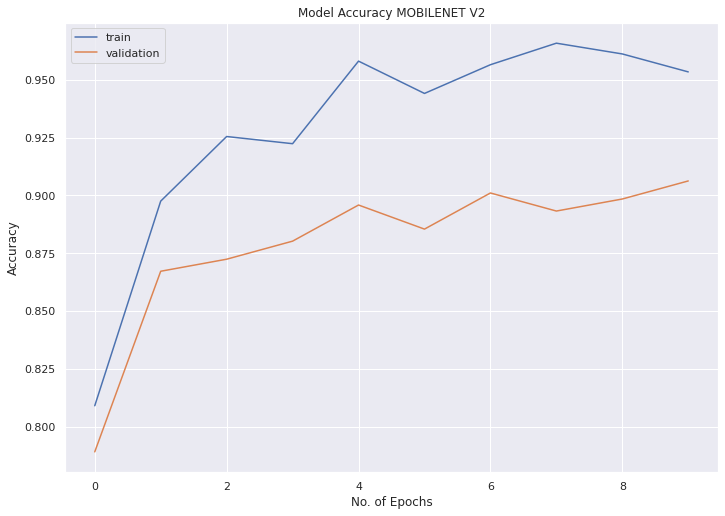 Model Accuracy MOBILENET V2
train
validation
0.950
0.925
0.900
0.875
0.850
0.825
0.800
Accuracy
0 2 4 6 8
No. of Epochs